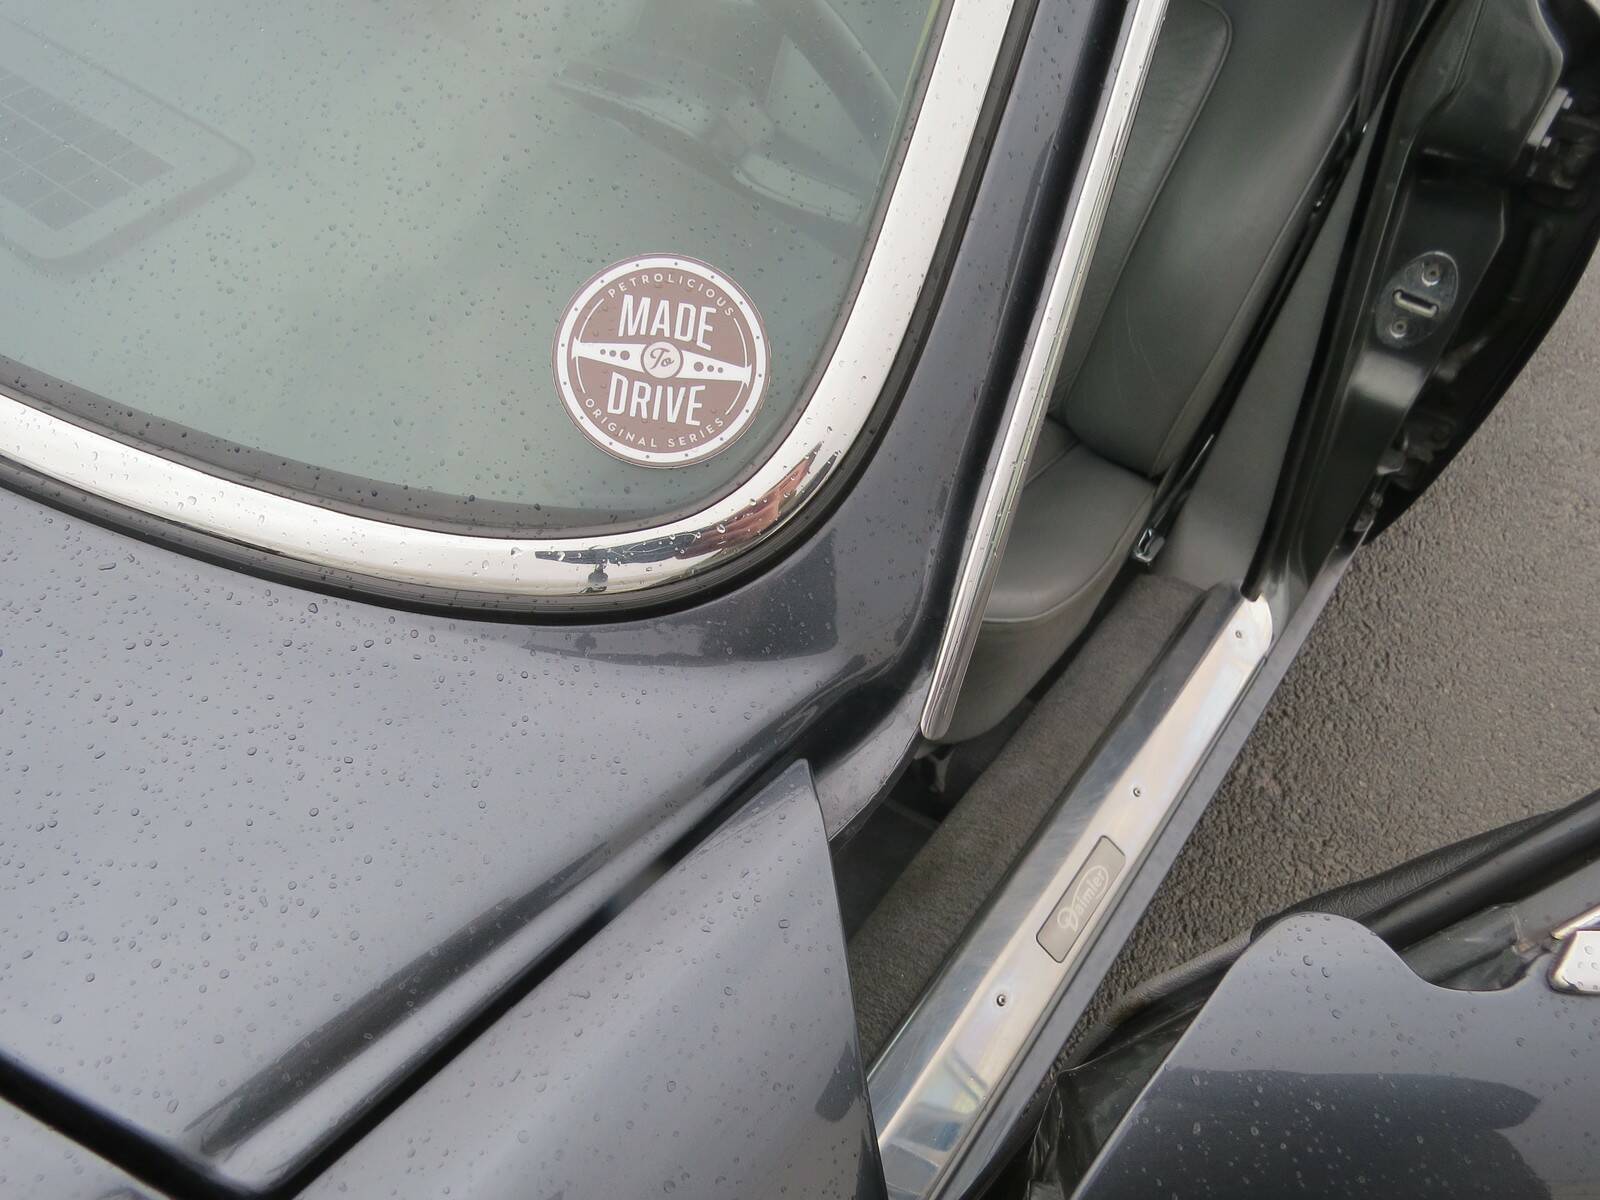 PETROLICIOUS
MADE
To
DRIVE
ORIGINAL SERIES
Daimler